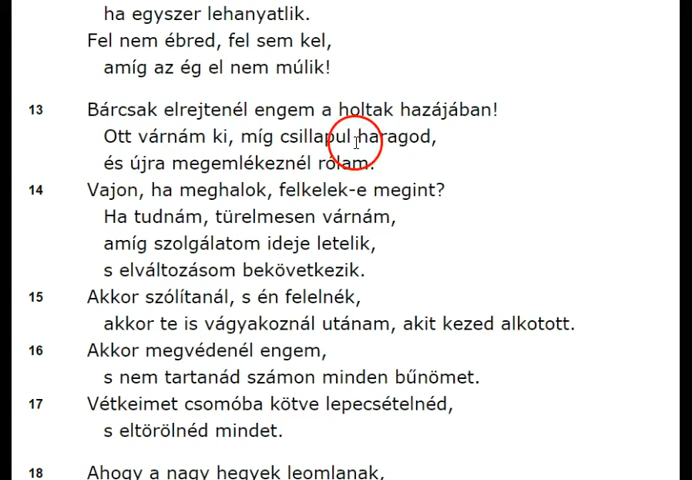 ha egyszer lehanyatlik.
Fel nem ébred, fel sem kel,
amíg az ég el nem múlik!
13 Bárcsak elrejtenél engem a holtak hazájában!
Ott várnám ki, míg csillapul haragod,
és újra megemlékeznél rólam.
14 Vajon, ha meghalok, felkelek-e megint?
Ha tudnám, türelmesen várnám,
amíg szolgálatom ideje letelik,
s elváltozásom bekövetkezik.
15 Akkor szólítanál, s én felelnék,
akkor te is vágyakoznál utánam, akit kezed alkotott.
16 Akkor megvédenél engem,
s nem tartanád számon minden bűnömet.
17 Vétkeimet csomóba kötve lepecsételnéd,
s eltörölnéd mindet.
18 Ahogy a nagy hegyek leomlanak,